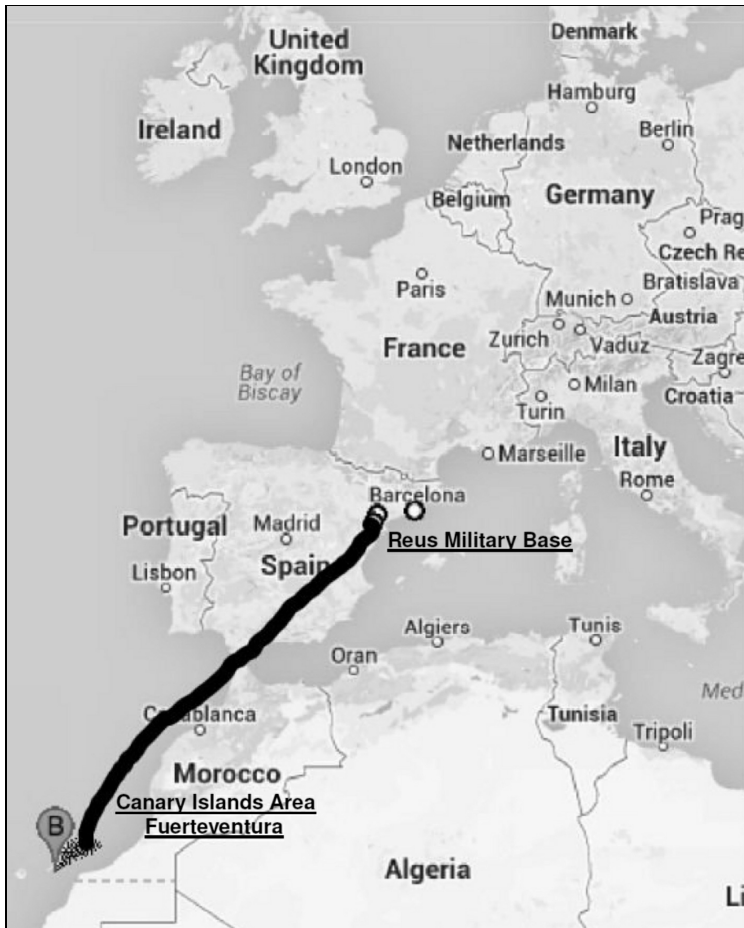 Denmark
United
Kingdom
Hamburg
Ireland
Netherlands
Berlin
London
Belgium
Germany
Prag
Czech Re
Paris
Munich
Bratislava
Zurich
Vaduz
Austria
France
Zagre
Bay of
Biscay
Milan
Croatia
Turin
Italy
Marseille
Rome
Barcelona
Portugal
Madrid
Reus Military Base
Spain
Lisbon
Algiers
Tunis
Oran
Med
Casablanca
Tunisia
Tripoli
Morocco
Canary Islands Area
Fuerteventura
B
Algeria
Li